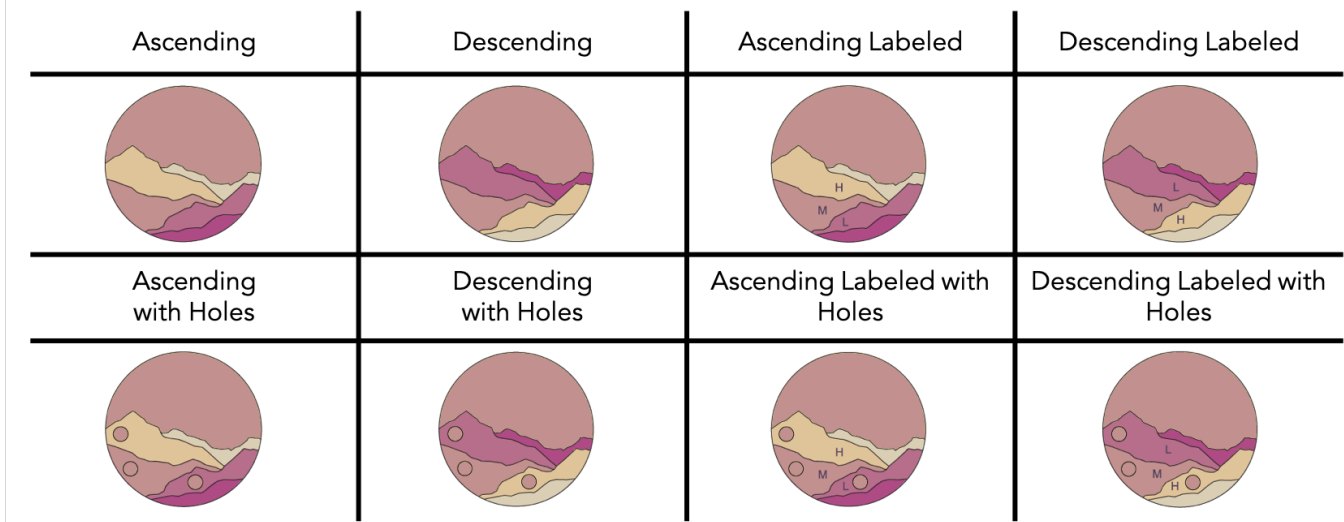 Ascending
Descending
Ascending Labeled
Descending Labeled
H
M
L
L
M
H
Ascending
with Holes
Descending
with Holes
Ascending Labeled with
Holes
Descending Labeled with
Holes
H
M
L
L
M
H